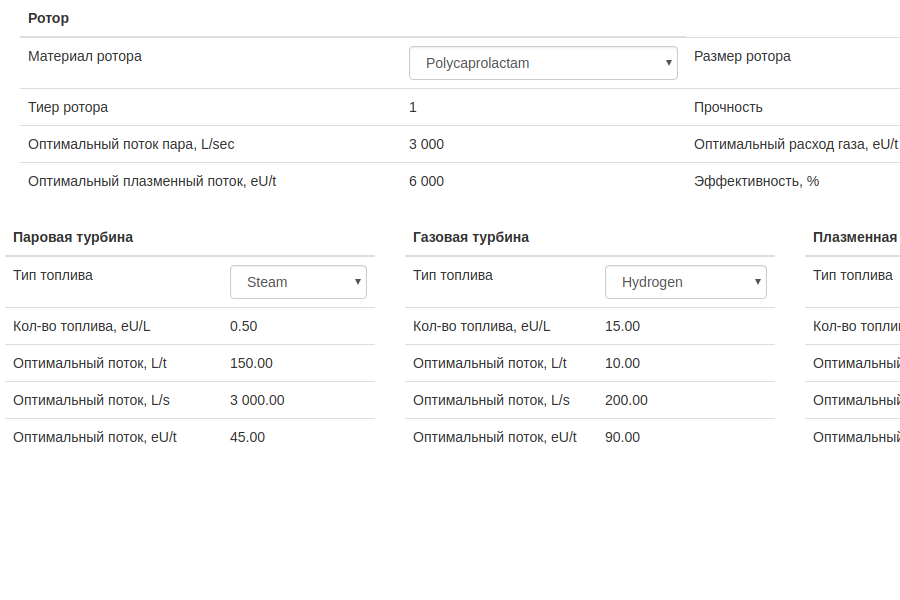 Ротор
Материал ротора Polycaprolactam Размер ротора
Тиер ротора 1 Прочность
Оптимальный поток пара, L/sec 3 000 Оптимальный расход газа, eU/t
Оптимальный плазменный поток, eU/t 6 000 Эффективность, %
Паровая турбина Газовая турбина Плазменная
Тип топлива Steam Тип топлива Hydrogen Тип топлива
Кол-во топлива, eU/L 0.50 Кол-во топлива, eU/L 15.00 Кол-во топли
Оптимальный поток, L/t 150.00 Оптимальный поток, L/t 10.00 Оптимальный
Оптимальный поток, L/s 3 000.00 Оптимальный поток, L/s 200.00 Оптимальный
Оптимальный поток, eU/t 45.00 Оптимальный поток, eU/t 90.00 Оптимальный